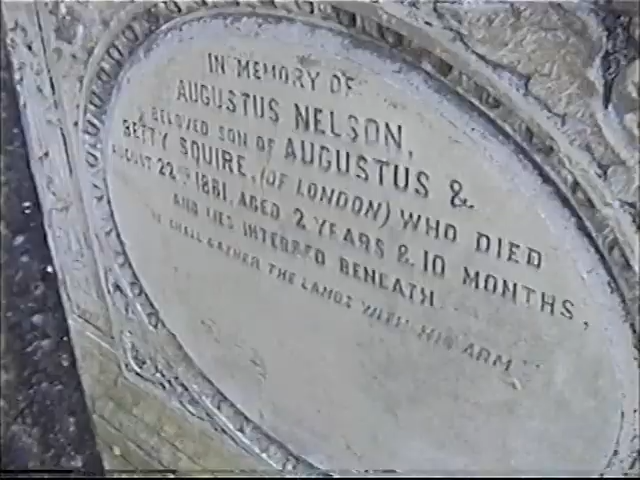 IN MEMORY OF
AUGUSTUS NELSON,
BELOVED SON OF AUGUSTUS &
BETTY SQUIRE, (OF LONDON) WHO DIED
AUGUST 22ND 1881, AGED 2 YEARS & 10 MONTHS,
AND LIES INTERRED BENEATH
HE SHALL GATHER THE LAMBS WITH HIS ARM"